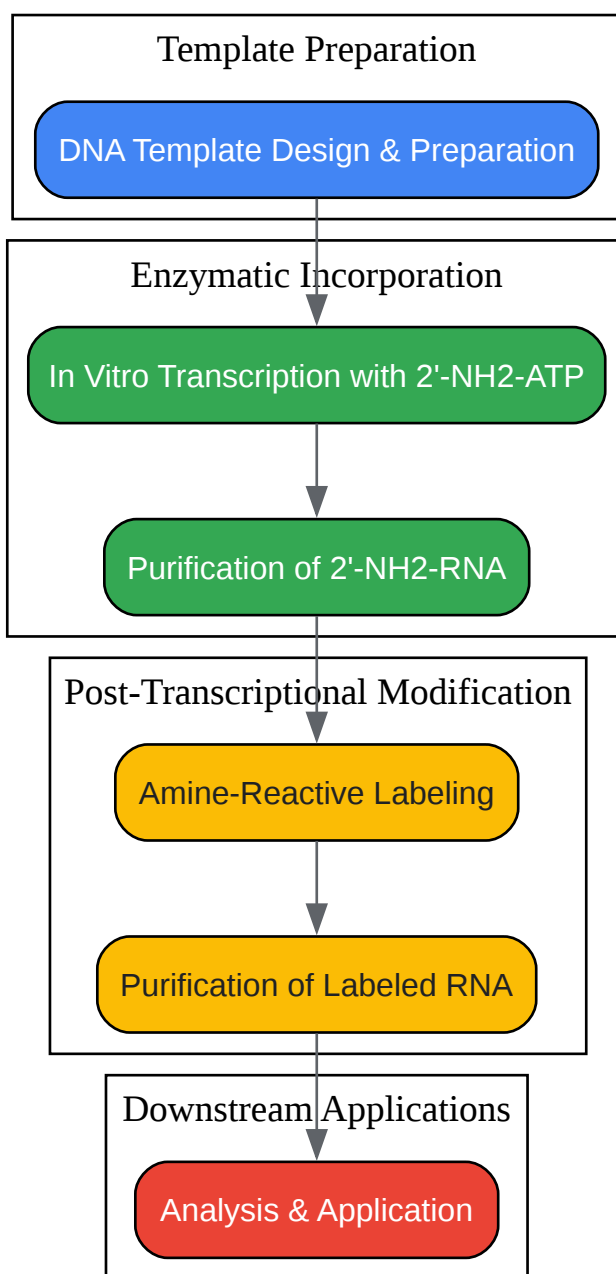 Template Preparation
DNA Template Design & Preparation
Enzymatic Incorporation
In Vitro Transcription with 2'-NH2-ATP
Purification of 2'-NH2-RNA
Post-Transcriptional Modification
Amine-Reactive Labeling
Purification of Labeled RNA
Downstream Applications
Analysis & Application